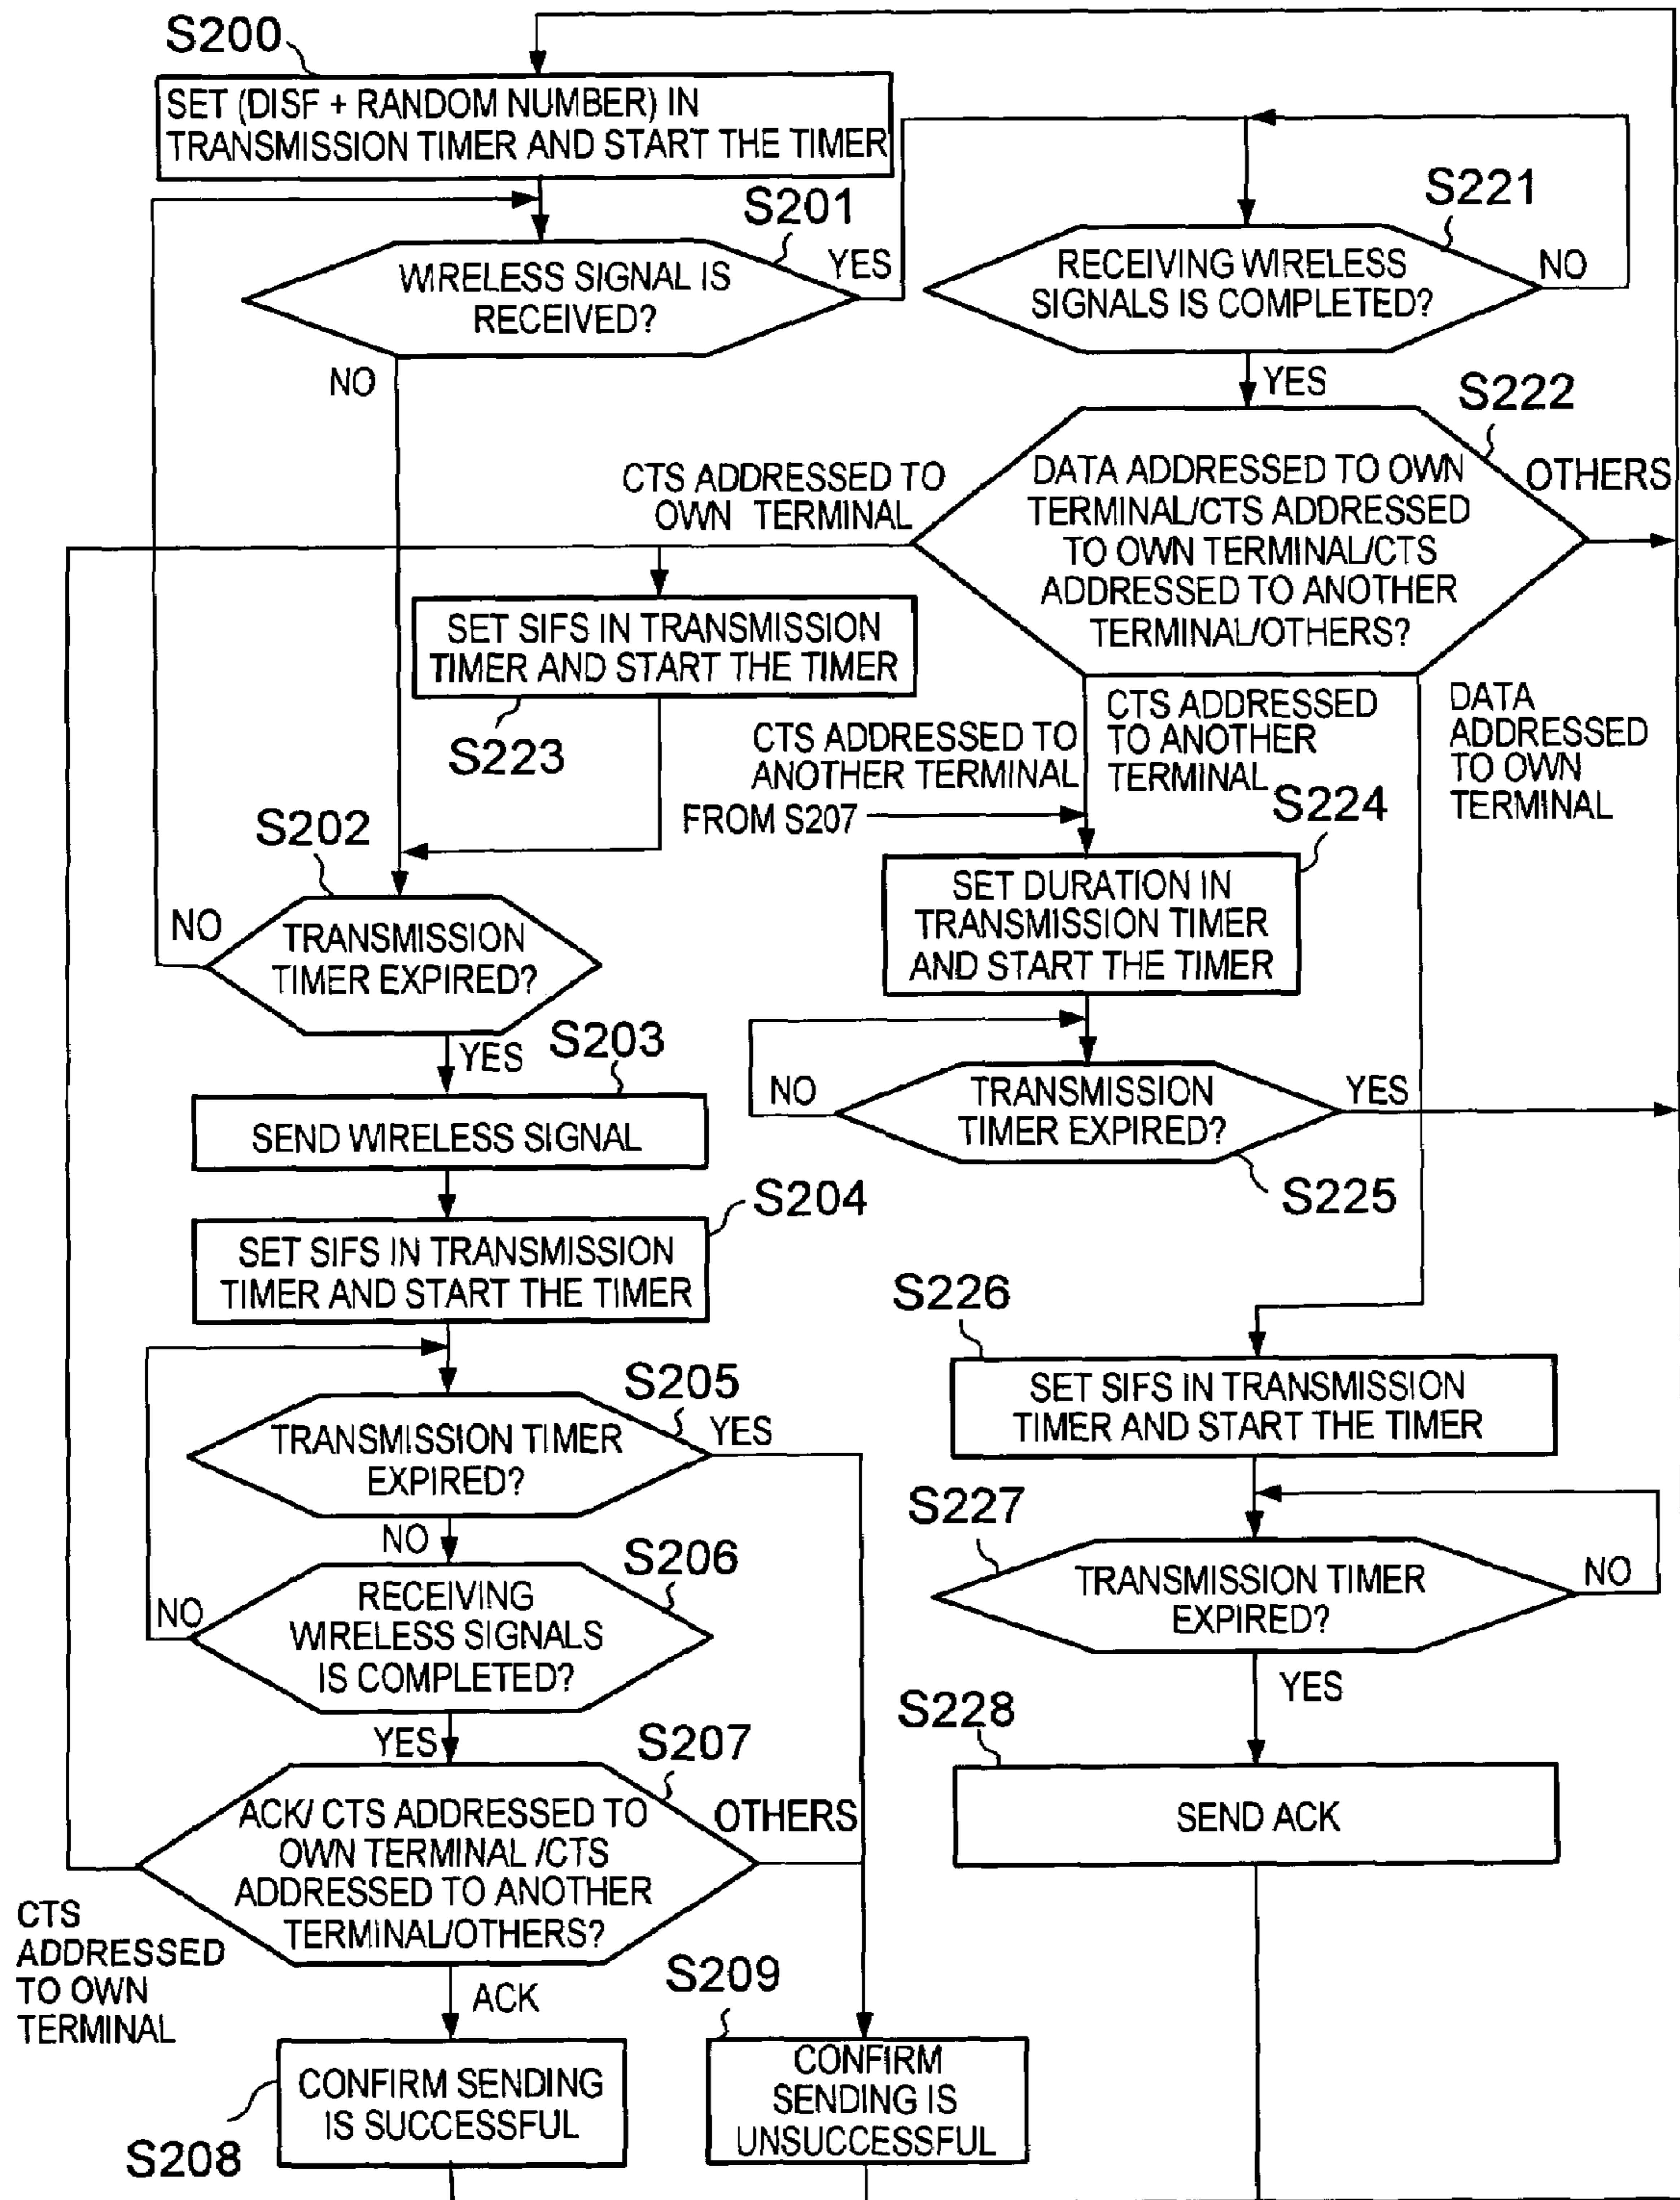 S200
SET (DISF + RANDOM NUMBER) IN
TRANSMISSION TIMER AND START THE TIMER
S201
WIRELESS SIGNAL IS
RECEIVED?
YES
NO
S221
RECEIVING WIRELESS
SIGNALS IS COMPLETED?
NO
YES
S222
DATA ADDRESSED TO OWN
TERMINAL/CTS ADDRESSED
TO OWN TERMINAL/CTS
ADDRESSED TO ANOTHER
TERMINAL/OTHERS?
OTHERS
CTS ADDRESSED TO
OWN TERMINAL
SET SIFS IN TRANSMISSION
TIMER AND START THE TIMER
S223
CTS ADDRESSED TO
ANOTHER TERMINAL
FROM S207
CTS ADDRESSED
TO ANOTHER
TERMINAL
DATA
ADDRESSED
TO OWN
TERMINAL
S224
SET DURATION IN
TRANSMISSION TIMER
AND START THE TIMER
S202
TRANSMISSION
TIMER EXPIRED?
NO
YES
S203
SEND WIRELESS SIGNAL
TRANSMISSION
TIMER EXPIRED?
NO
YES
S225
S204
SET SIFS IN TRANSMISSION
TIMER AND START THE TIMER
S226
SET SIFS IN TRANSMISSION
TIMER AND START THE TIMER
S205
TRANSMISSION TIMER
EXPIRED?
YES
NO
S227
TRANSMISSION TIMER
EXPIRED?
NO
YES
S206
RECEIVING
WIRELESS SIGNALS
IS COMPLETED?
NO
YES
S228
SEND ACK
S207
ACK/ CTS ADDRESSED TO
OWN TERMINAL /CTS
ADDRESSED TO ANOTHER
TERMINAL/OTHERS?
OTHERS
CTS
ADDRESSED
TO OWN
TERMINAL
ACK
S209
CONFIRM
SENDING IS
UNSUCCESSFUL
CONFIRM SENDING
IS SUCCESSFUL
S208